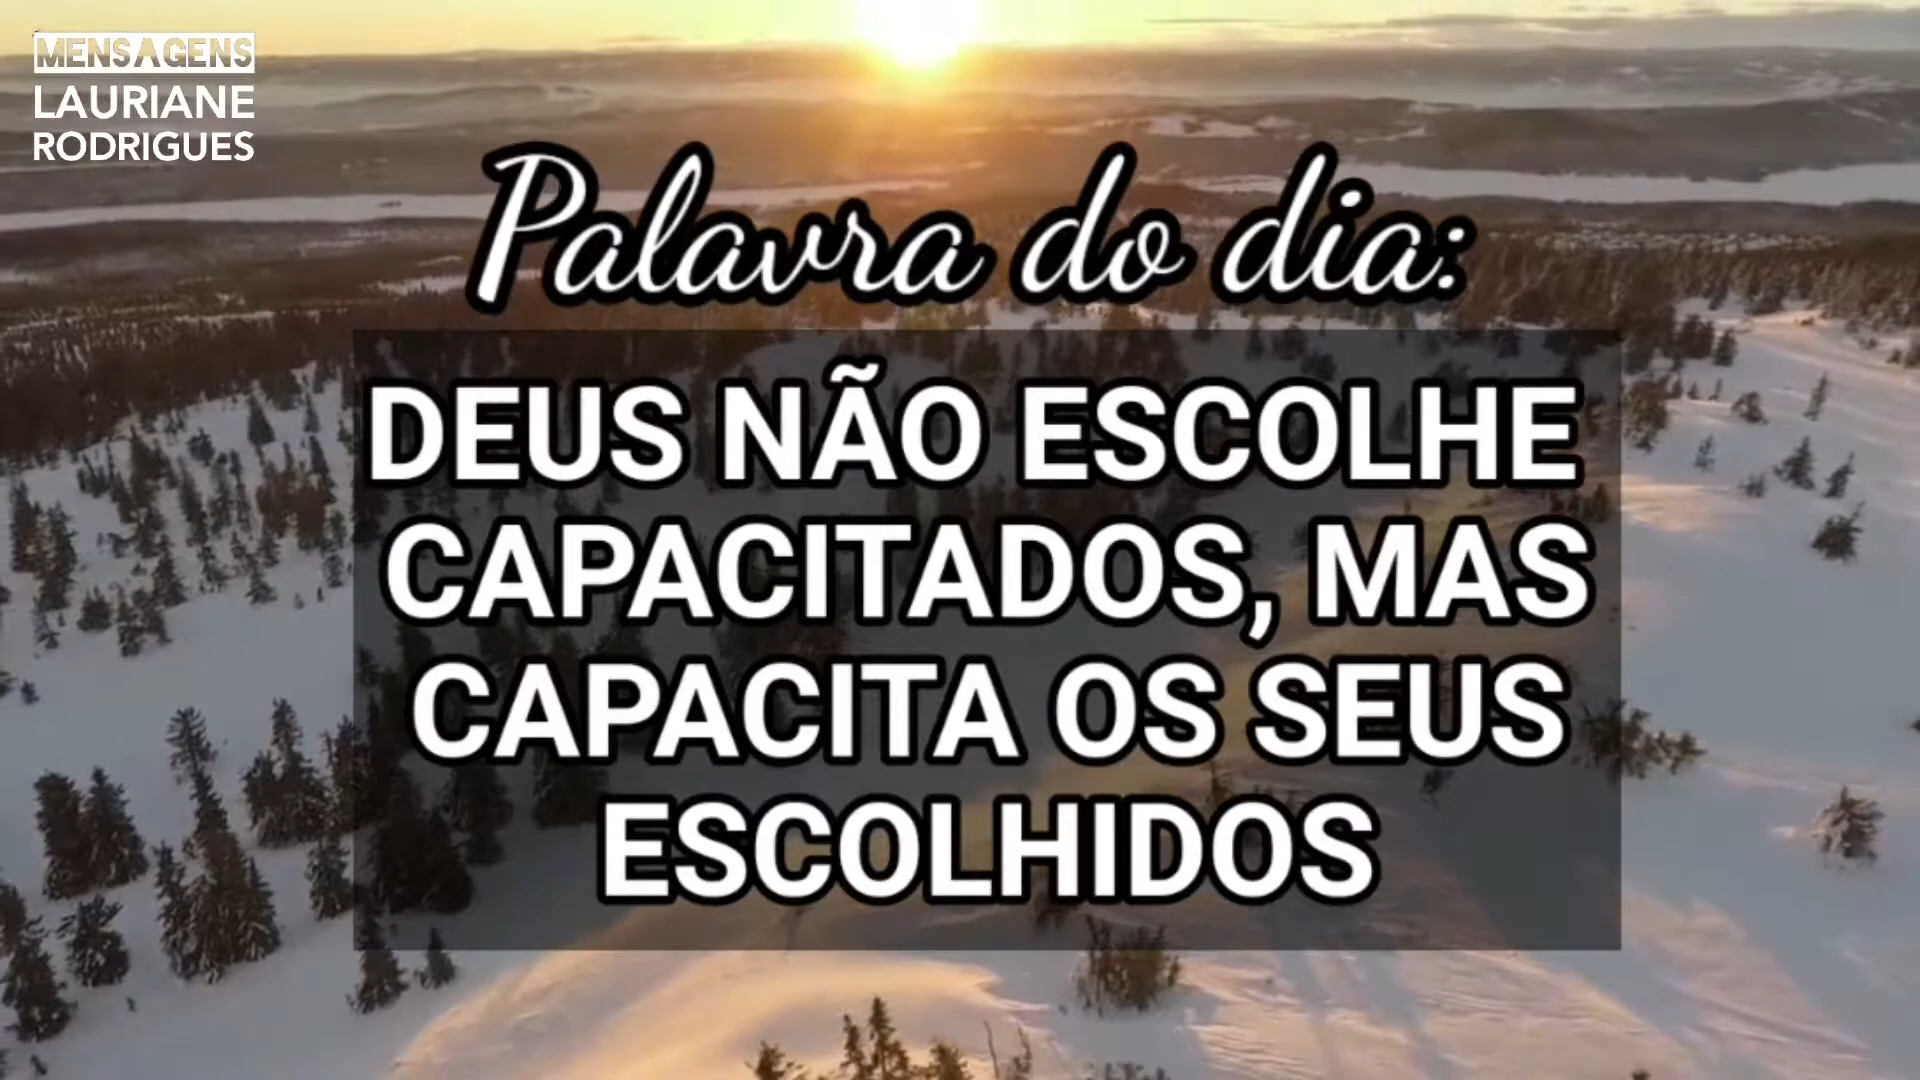 MENSAGENS
LAURIANE
RODRIGUES
Palavra do dia:
DEUS NÃO ESCOLHE
CAPACITADOS, MAS
CAPACITA OS SEUS
ESCOLHIDOS